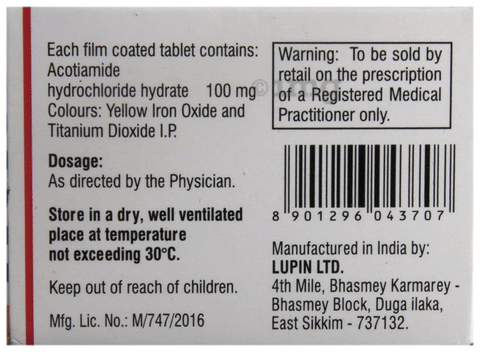 Each film coated tablet contains:
Acotiamide
hydrochloride hydrate 100 mg
Colours: Yellow Iron Oxide and
Titanium Dioxide I.P.
Dosage:
As directed by the Physician.
Store in a dry, well ventilated
place at temperature
not exceeding 30°C.
Keep out of reach of children.
Mfg. Lic. No.: M/747/2016
Warning: To be sold by
retail on the prescription
of a Registered Medical
Practitioner only.
8 901296 043707
Manufactured in India by:
LUPIN LTD.
4th Mile, Bhasmey Karmarey -
Bhasmey Block, Duga ilaka,
East Sikkim - 737132.